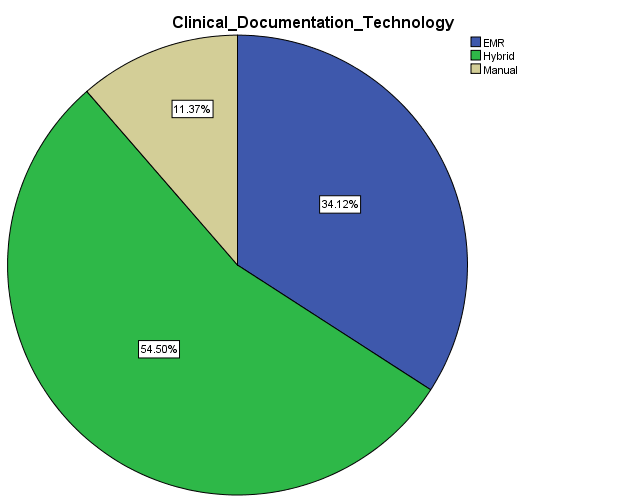 Clinical_Documentation_Technology
EMR
Hybrid
Manual
11.37%
34.12%
54.50%